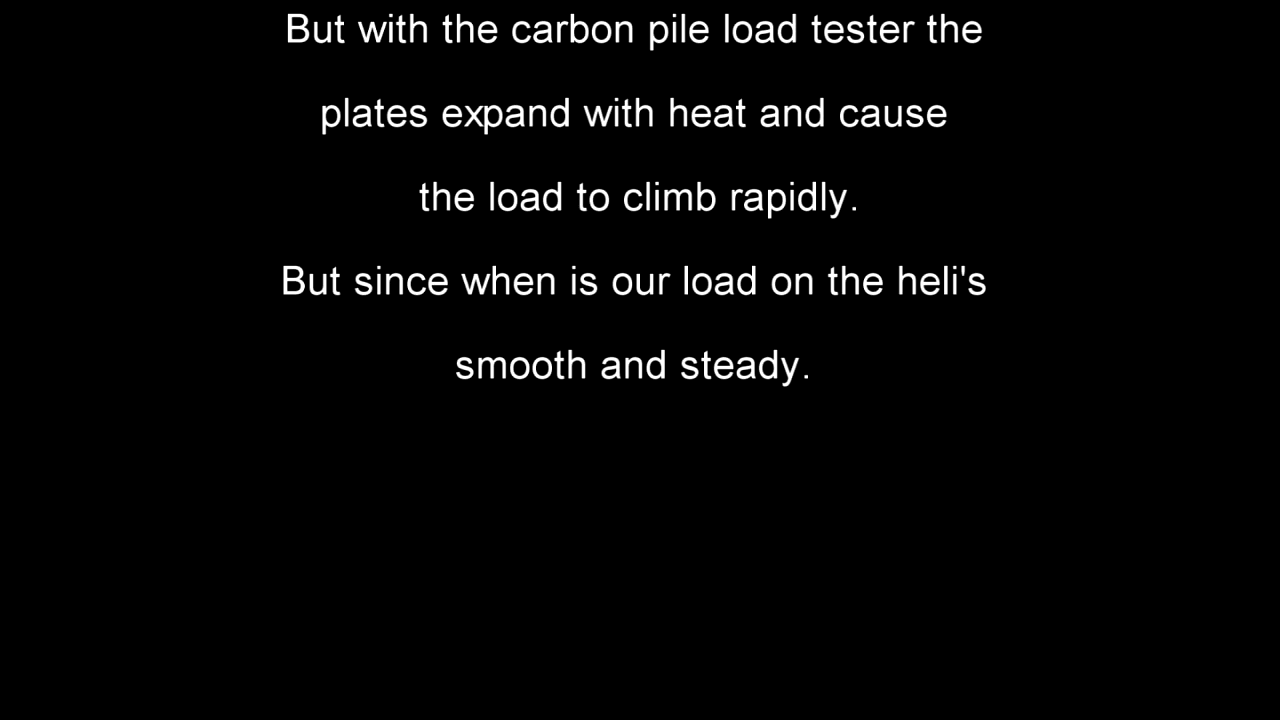 But with the carbon pile load tester the
plates expand with heat and cause
the load to climb rapidly.
But since when is our load on the heli's
smooth and steady.